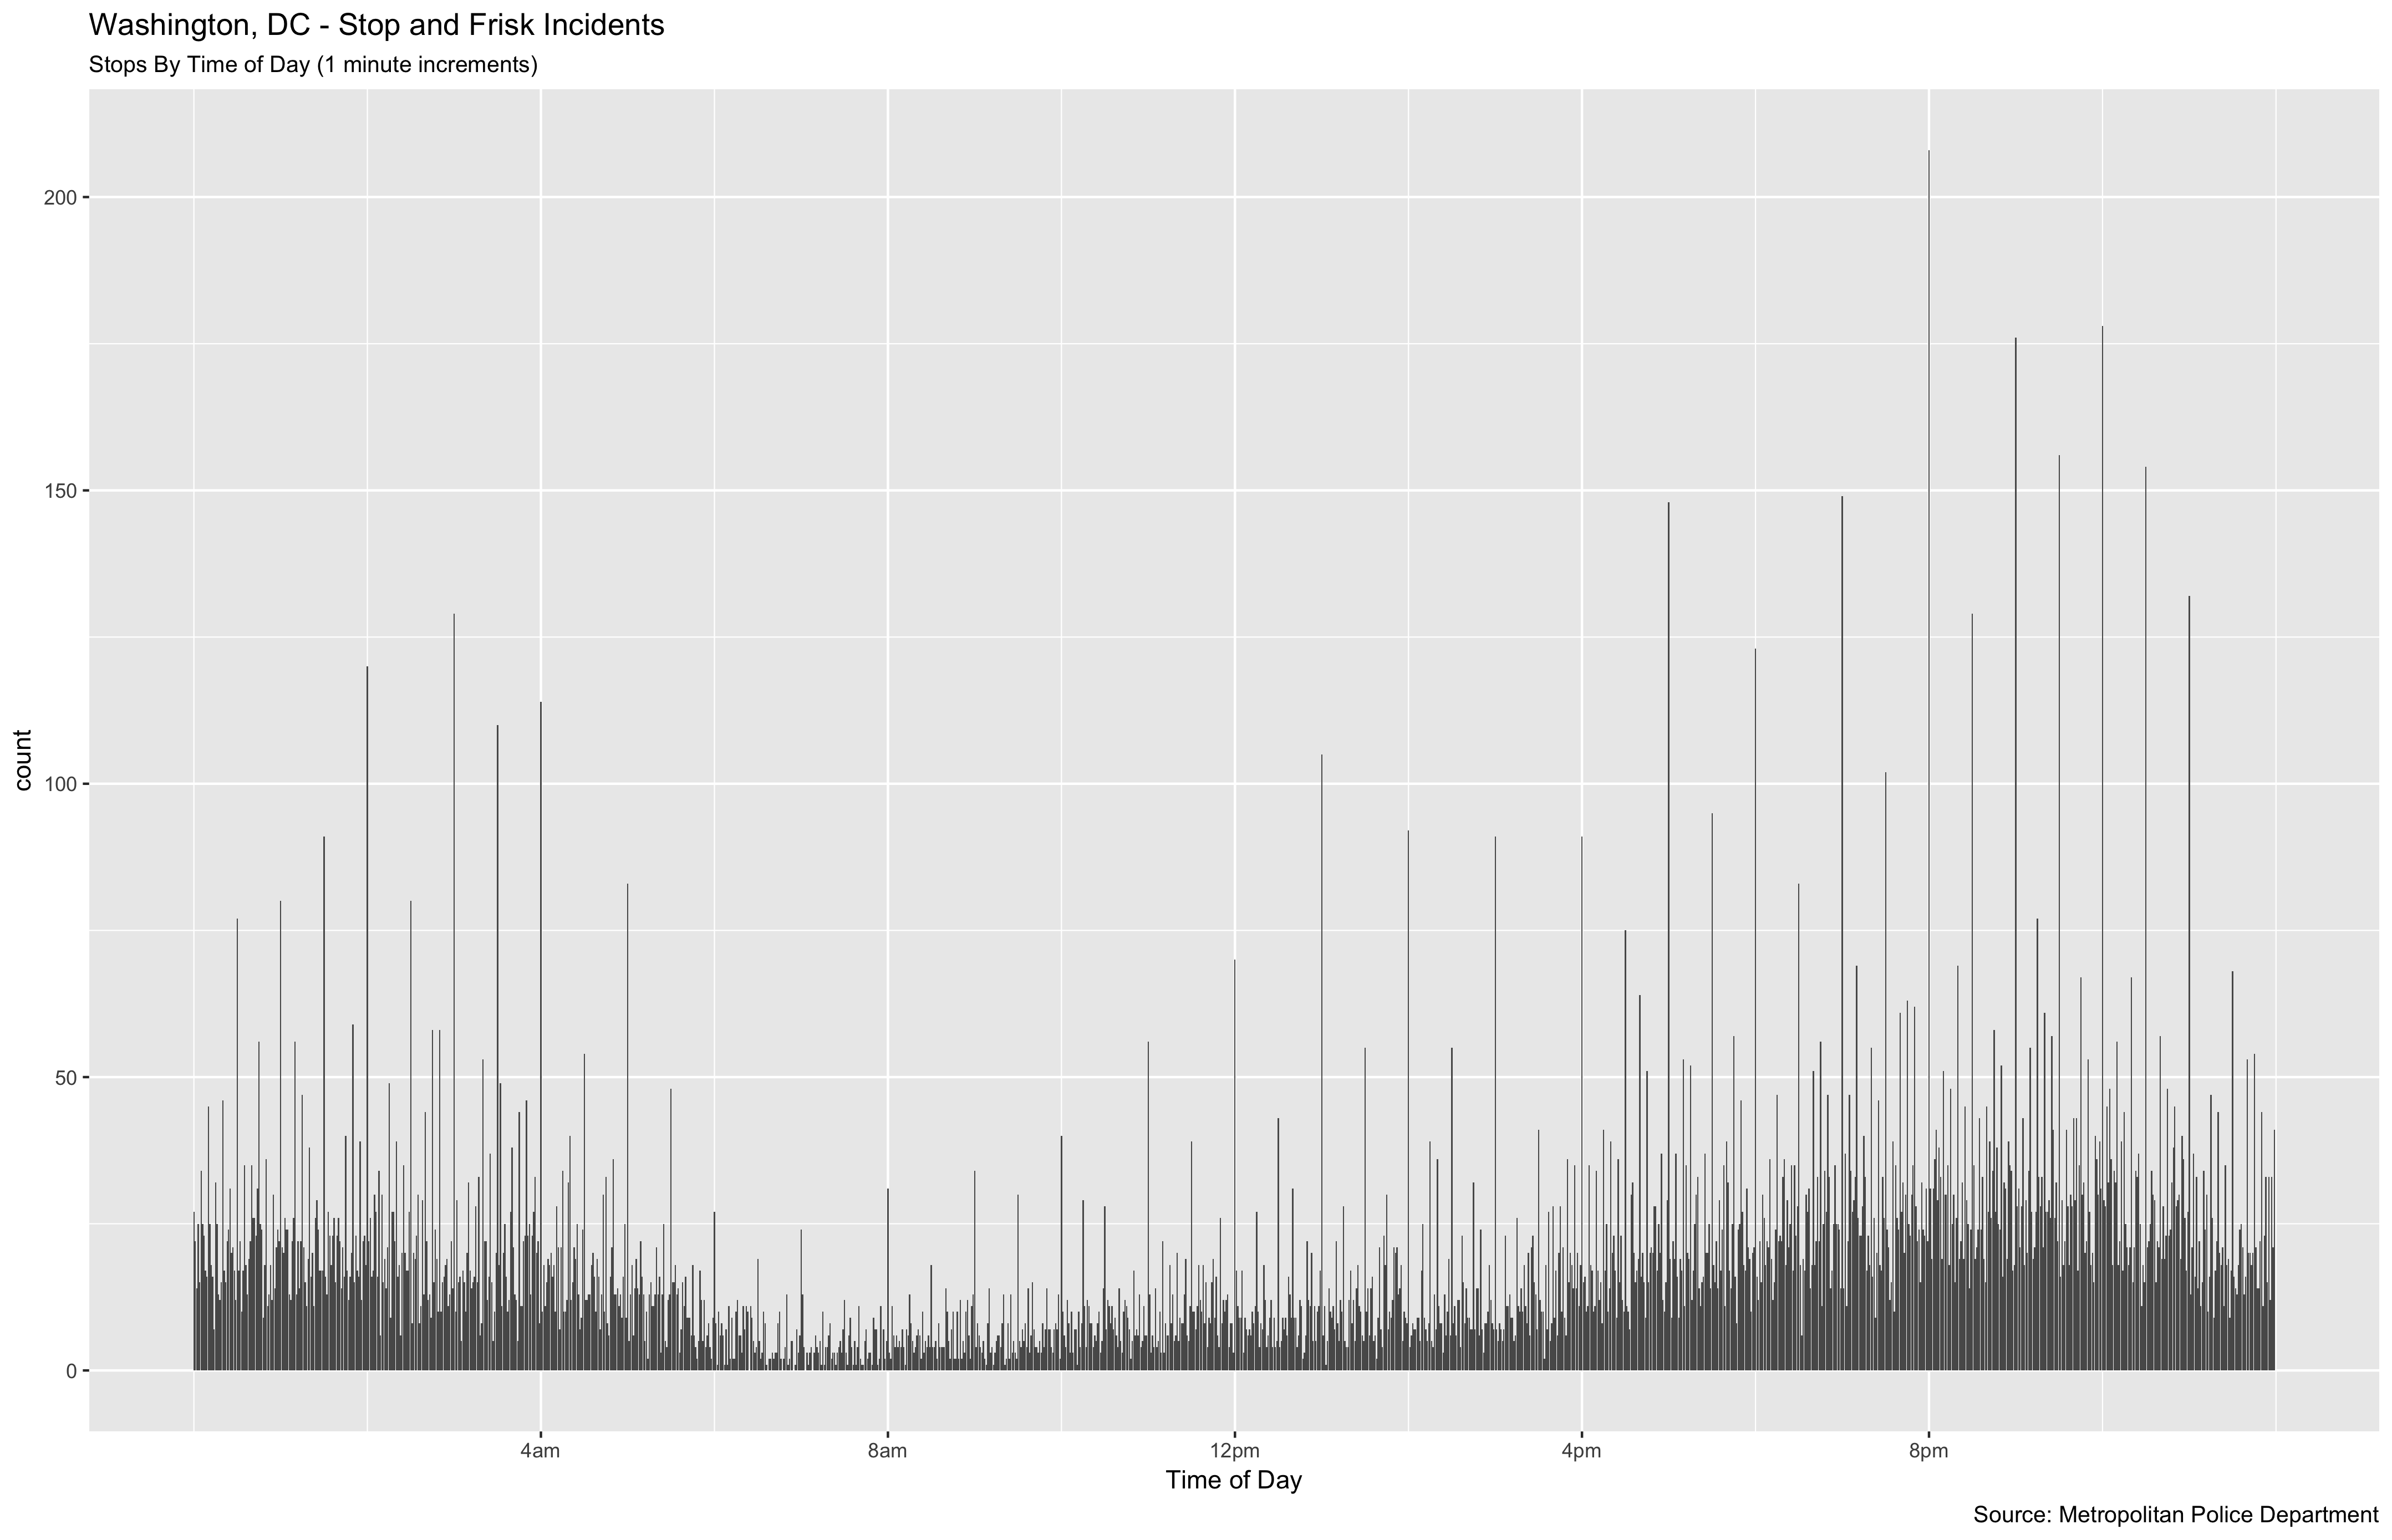 Washington, DC - Stop and Frisk Incidents
Stops By Time of Day (1 minute increments)
200
150
100
50
0
count
4am
8am
12pm
4pm
8pm
Time of Day
Source: Metropolitan Police Department